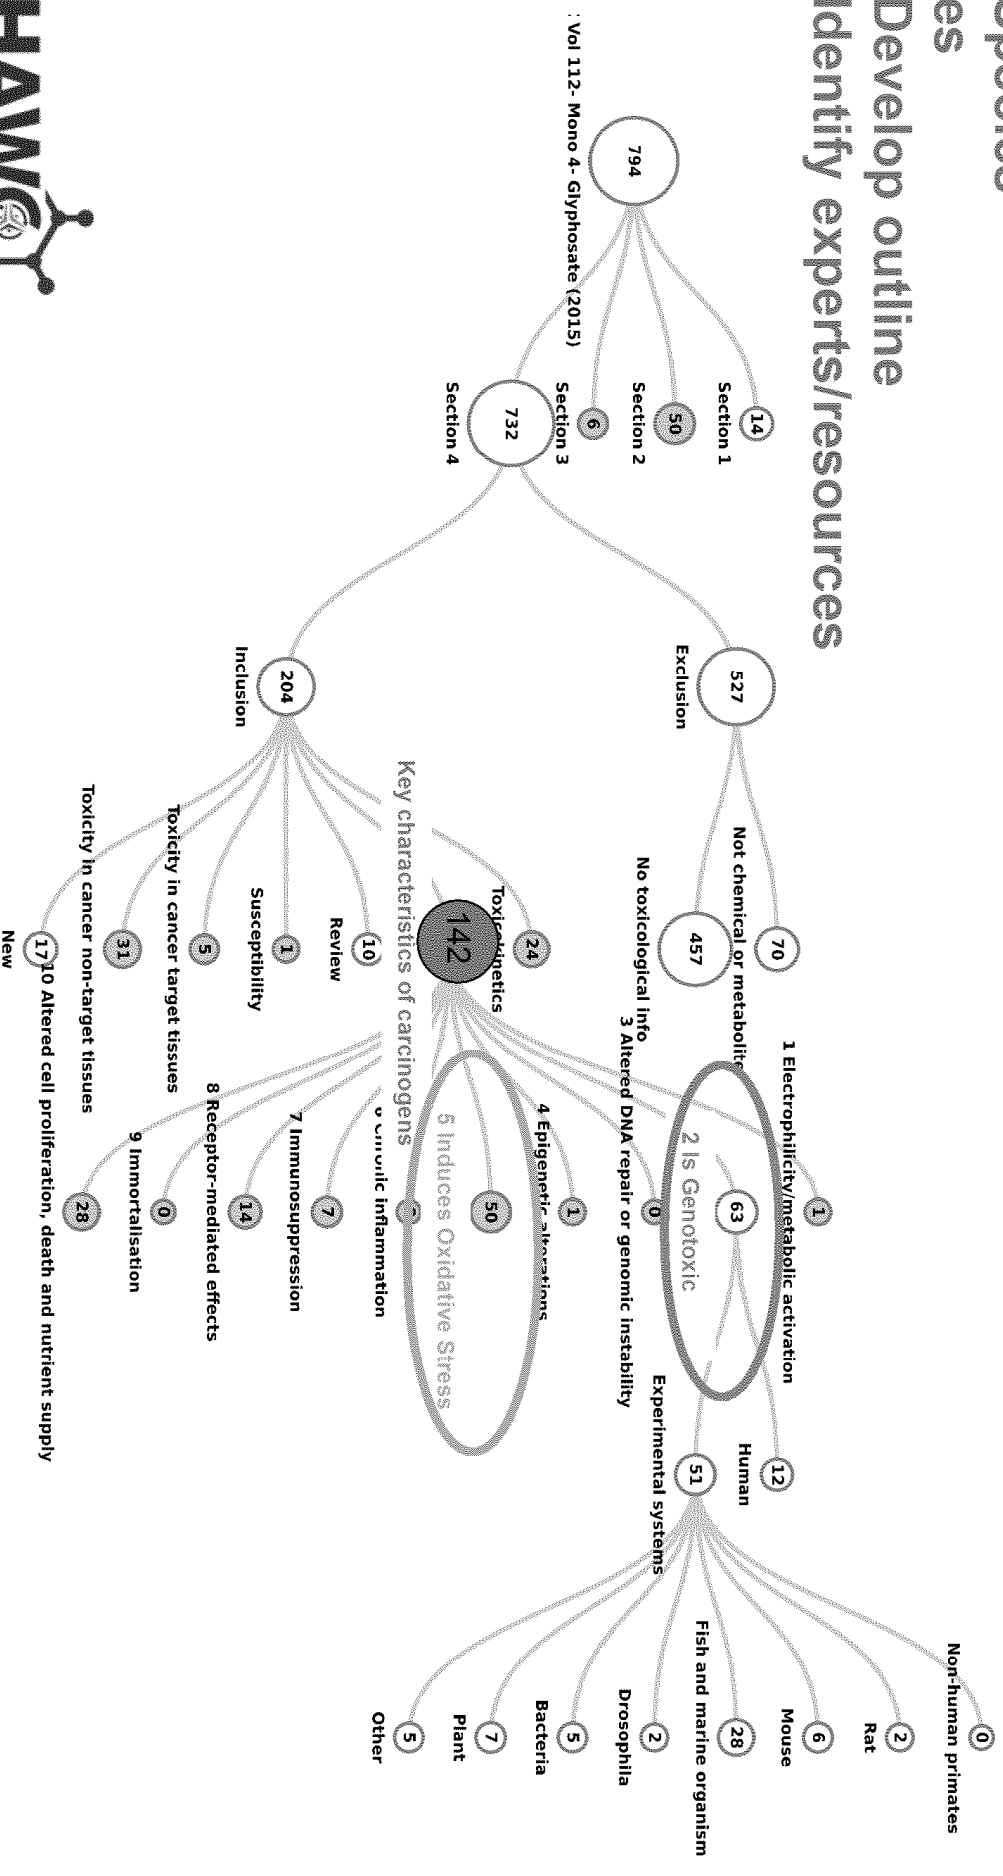 es
Develop outline
Identify experts/resources
: Vol 112- Mono 4- Glyphosate (2015)
794
14
Section 1
50
Section 2
6
Section 3
732
Section 4
527
Exclusion
204
Inclusion
70
Not chemical or metabolite
457
No toxicological info
24
Toxicokinetics
142
Key characteristics of carcinogens
10
Review
1
Susceptibility
5
Toxicity in cancer target tissues
31
Toxicity in cancer non-target tissues
17
New
1
1 Electrophilicity/metabolic activation
63
2 Is Genotoxic
0
3 Altered DNA repair or genomic instability
1
4 Epigenetic alterations
50
5 Induces Oxidative Stress
6 Chronic inflammation
7
7 Immunosuppression
14
8 Receptor-mediated effects
0
9 Immortalisation
28
10 Altered cell proliferation, death and nutrient supply
12
Human
51
Experimental systems
0
Non-human primates
2
Rat
6
Mouse
28
Fish and marine organism
2
Drosophila
5
Bacteria
7
Plant
5
Other
HAWC